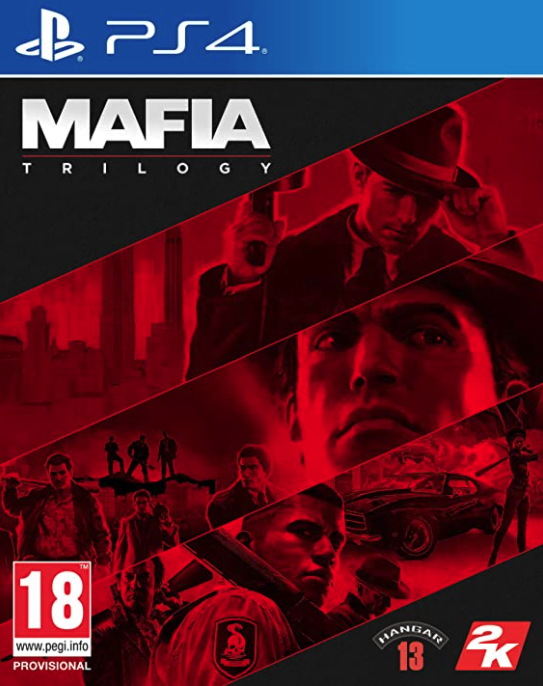 PS4
MAFIA
TRILOGY
18
www.pegi.info
PROVISIONAL
HANGAR
13
2K